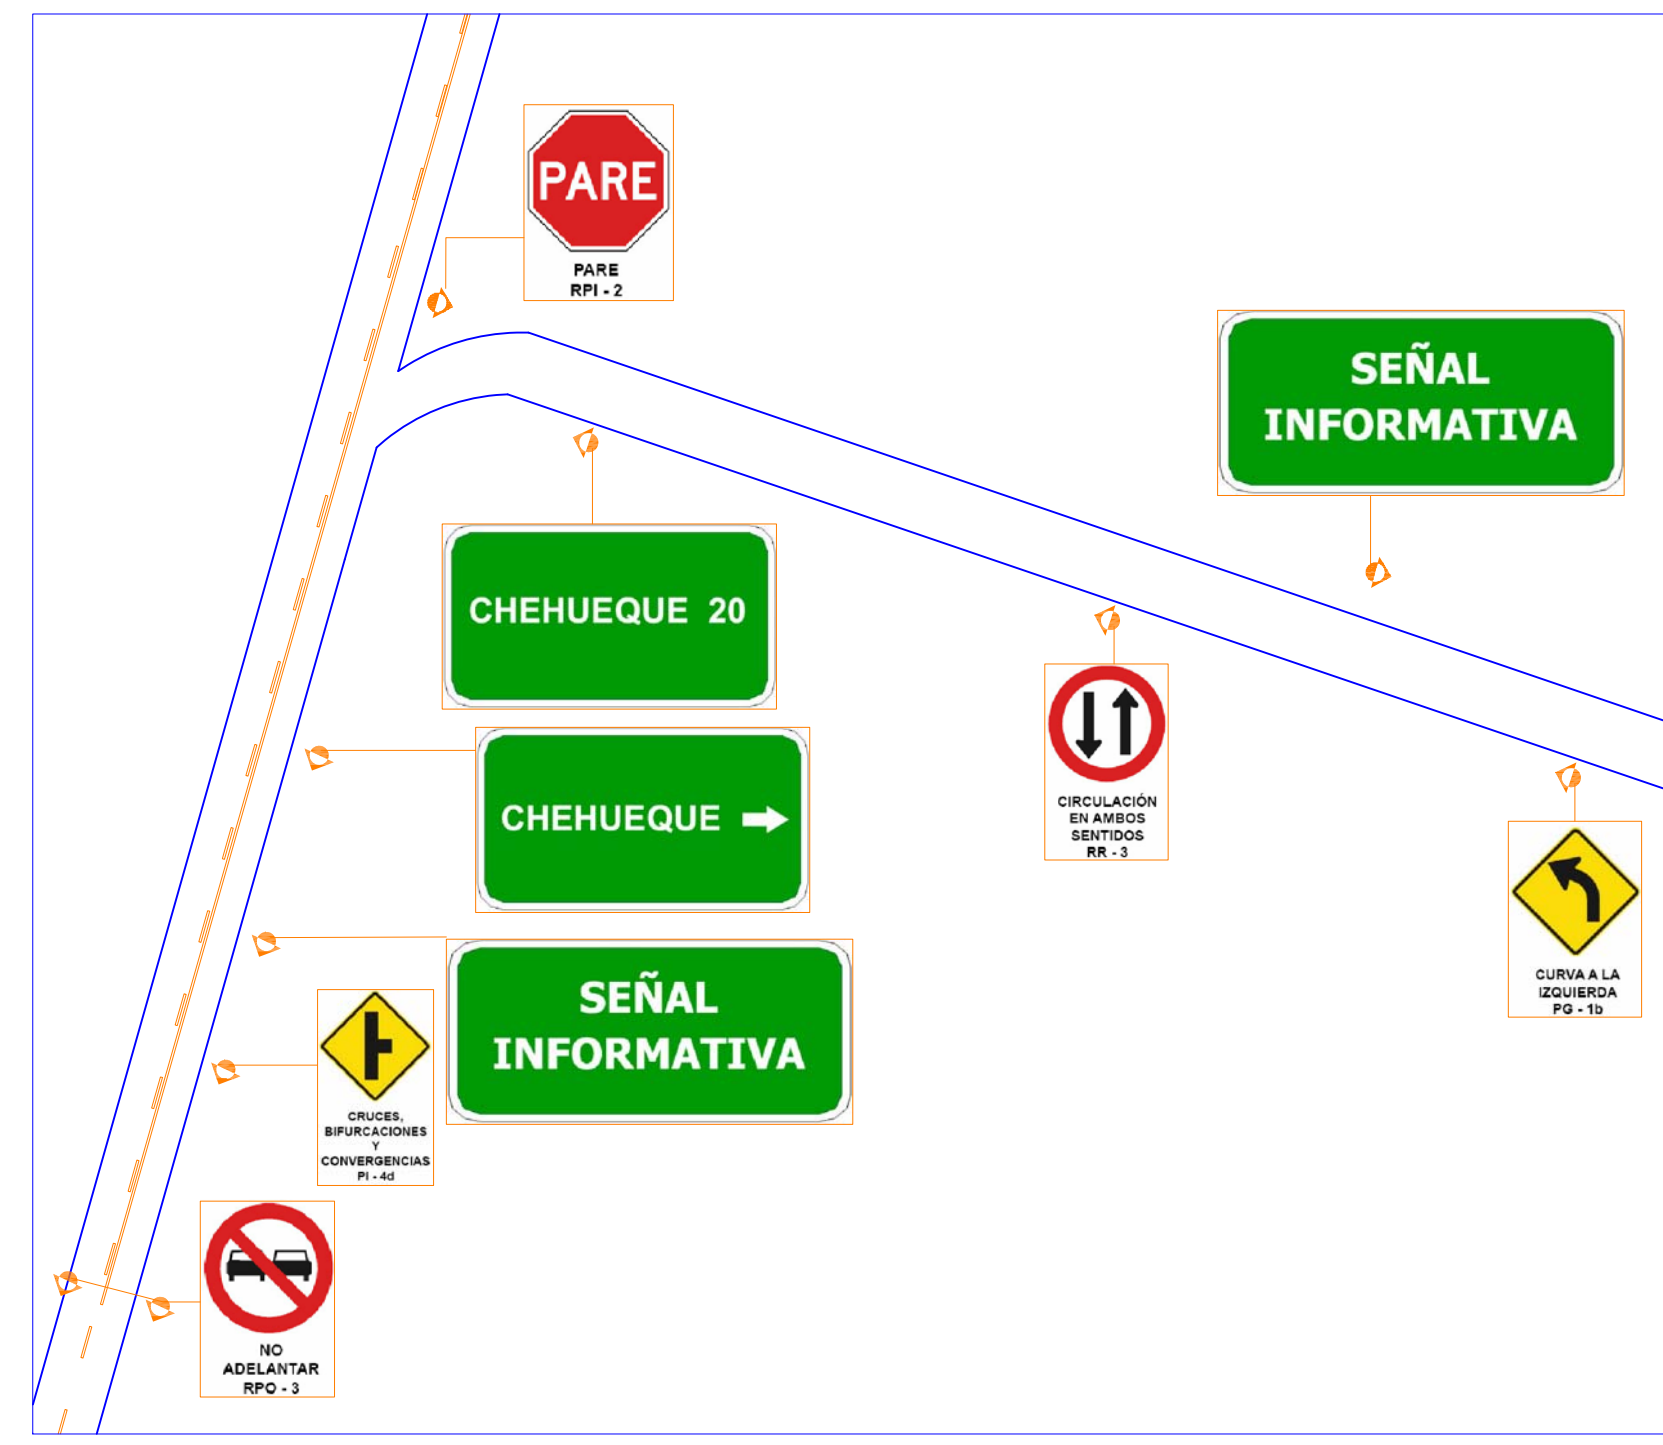 PARE
PARE
RPI - 2
SEÑAL
INFORMATIVA
CHEHUEQUE 20
CHEHUEQUE
CIRCULACIÓN
EN AMBOS
SENTIDOS
RR - 3
CURVA A LA
IZQUIERDA
PG - 1b
SEÑAL
INFORMATIVA
CRUCES,
BIFURCACIONES
Y
CONVERGENCIAS
PI - 4d
NO
ADELANTAR
RPO - 3